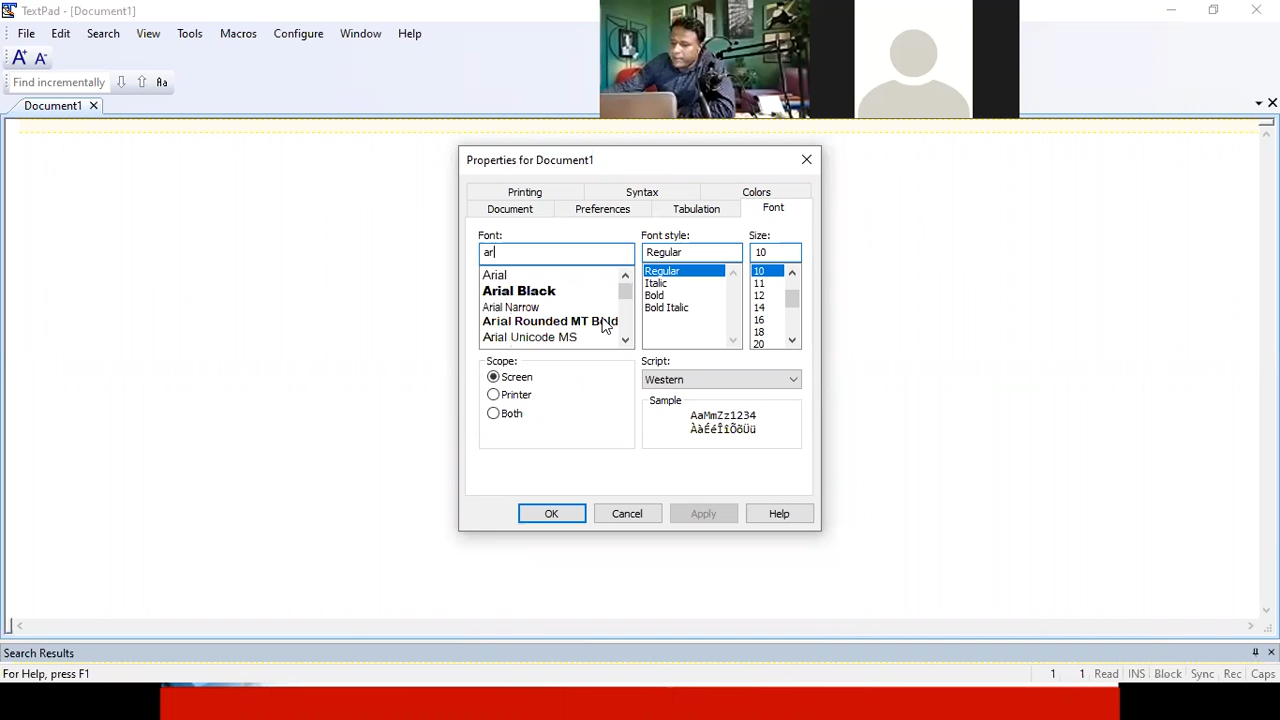 TextPad - [Document1]
File Edit Search View Tools Macros Configure Window Help
A+ A-
Find incrementally Aa
Document1
Properties for Document1
Printing Syntax Colors
Document Preferences Tabulation Font
Font: Font style: Size:
ar Regular 10
Arial Regular 10
Arial Black Italic 11
Arial Narrow Bold 12
Arial Rounded MT Bold Bold Italic 14
Arial Unicode MS 16
18
20
Scope: Script:
Screen Western
Printer Sample
Both AaMmZz1234
ÀàÉéÎîÕõÜü
OK Cancel Apply Help
Search Results
For Help, press F1 1 1 Read INS Block Sync Rec Caps